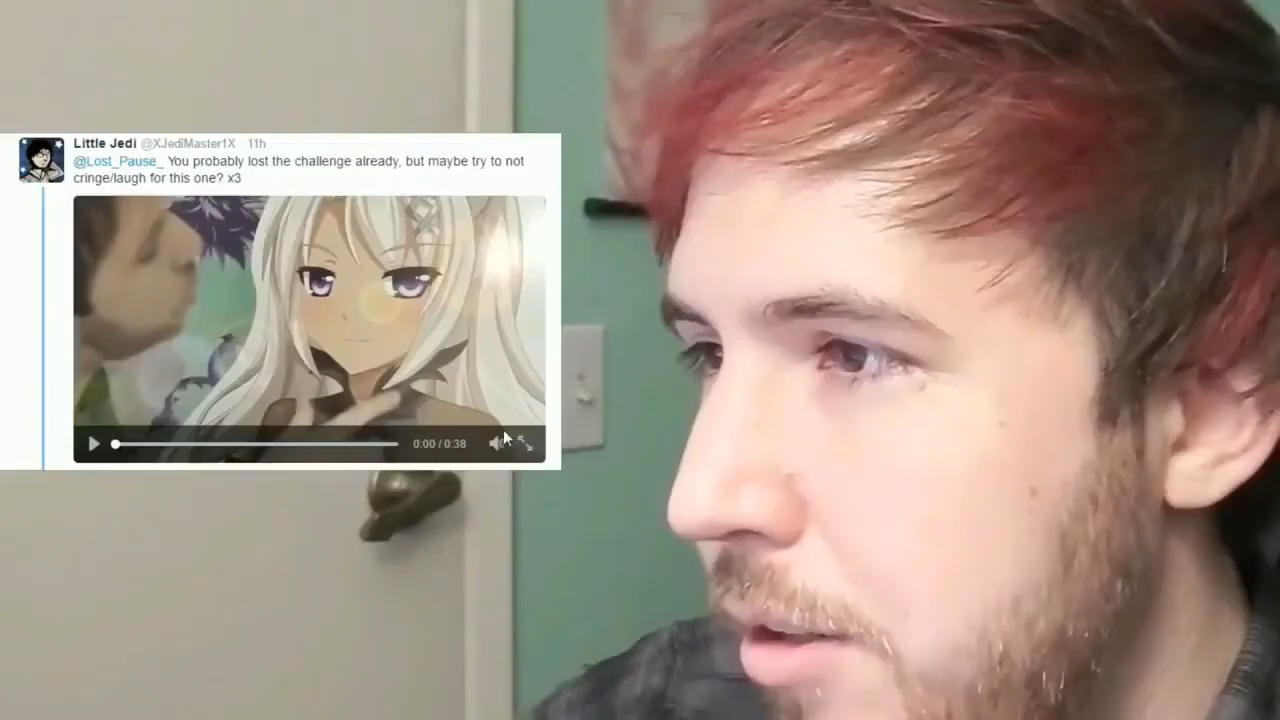 Little Jedi @XJediMaster1X · 11h
@Lost_Pause_ You probably lost the challenge already, but maybe try to not
cringe/laugh for this one? x3
0:00 / 0:38